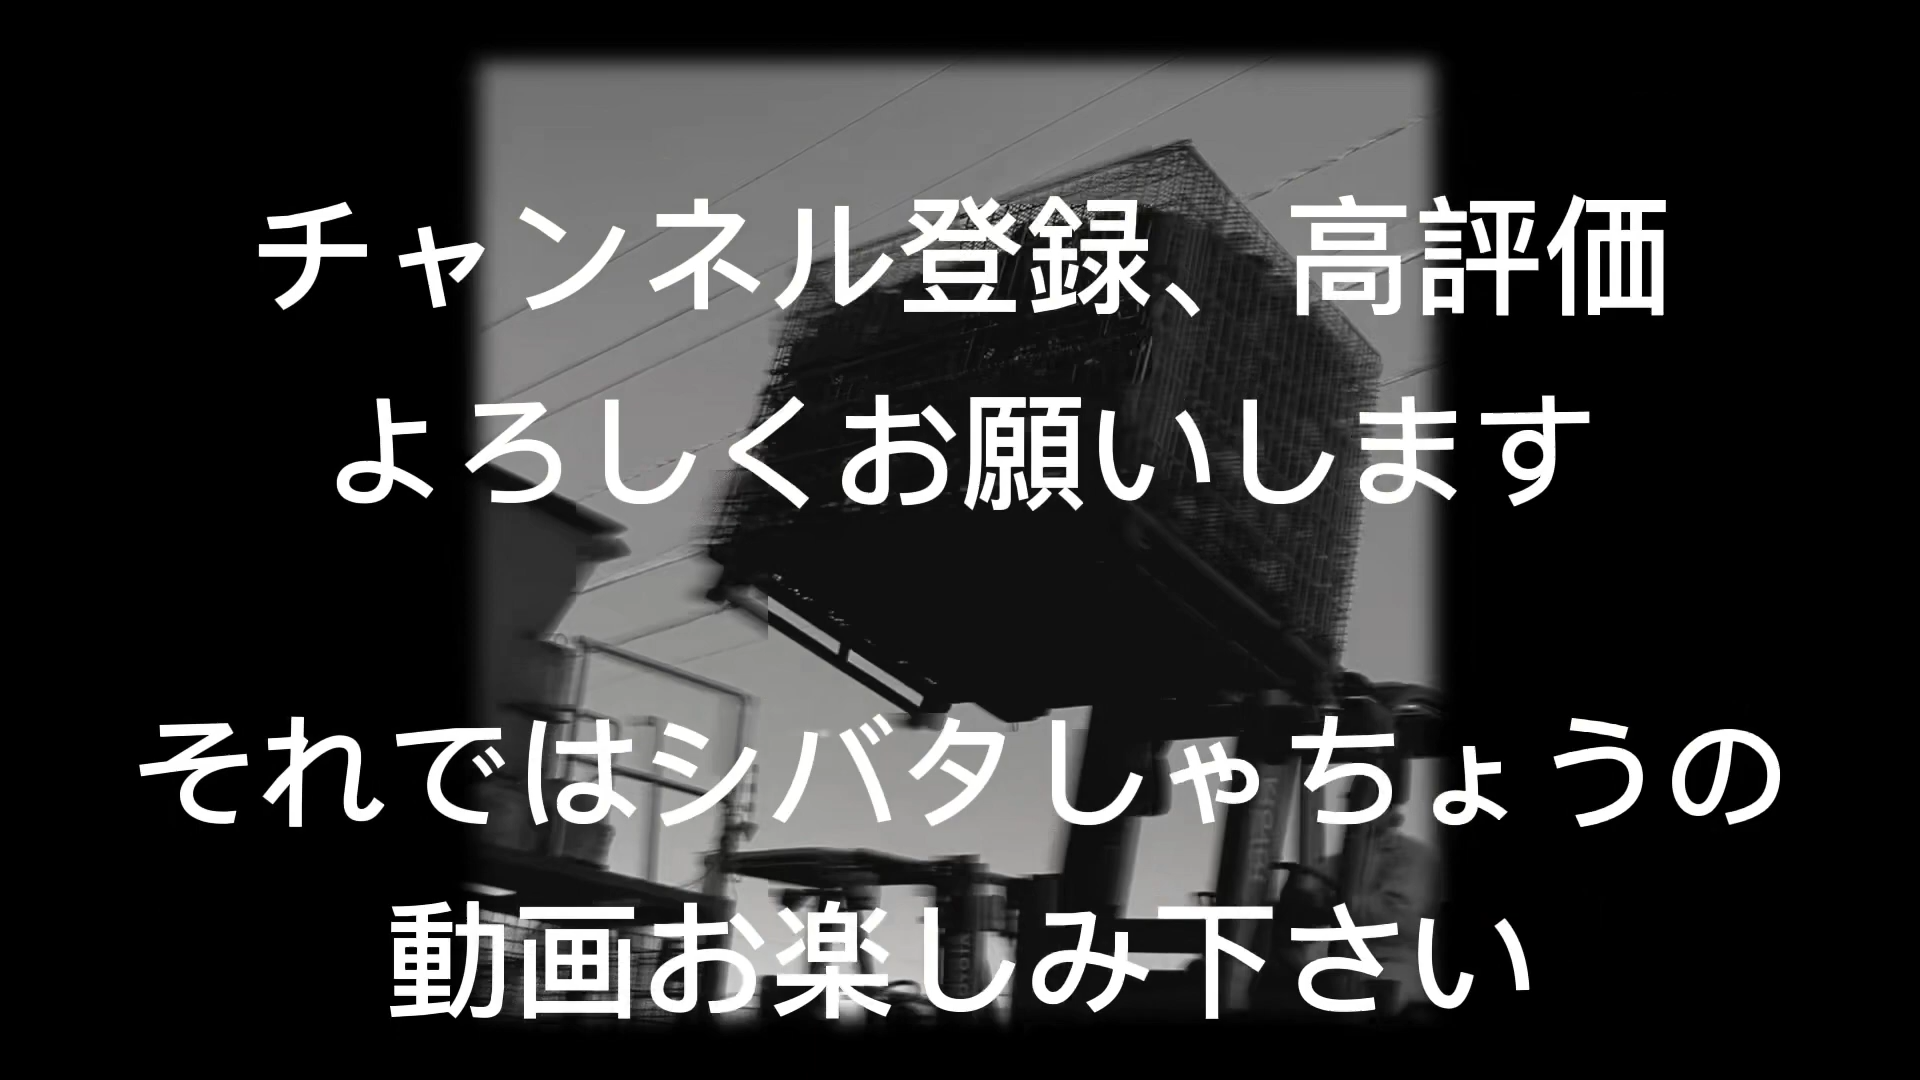 チャンネル登録、高評価
よろしくお願いします
それではシバタしゃちょうの
動画お楽しみ下さい